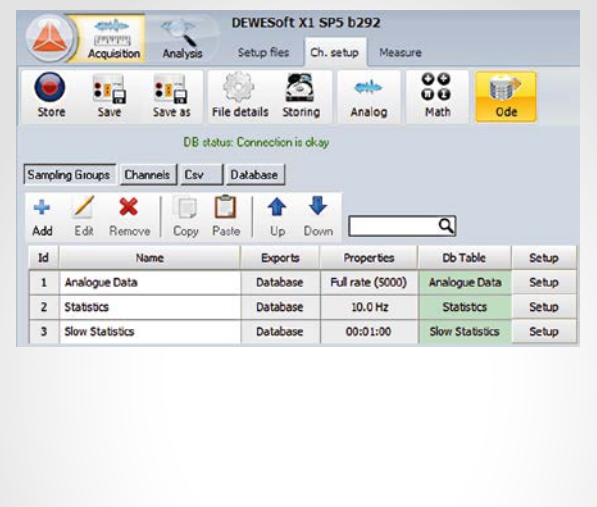 DEWESoft X1 SP5 b292
Acquisition Analysis Setup files Ch. setup Measure
Store Save Save as File details Storing Analog Math Ode
DB status: Connection is okay
Sampling Groups Channels Csv Database
Add Edit Remove Copy Paste Up Down
Id Name Exports Properties Db Table Setup
1 Analogue Data Database Full rate (5000) Analogue Data Setup
2 Statistics Database 10.0 Hz Statistics Setup
3 Slow Statistics Database 00:01:00 Slow Statistics Setup